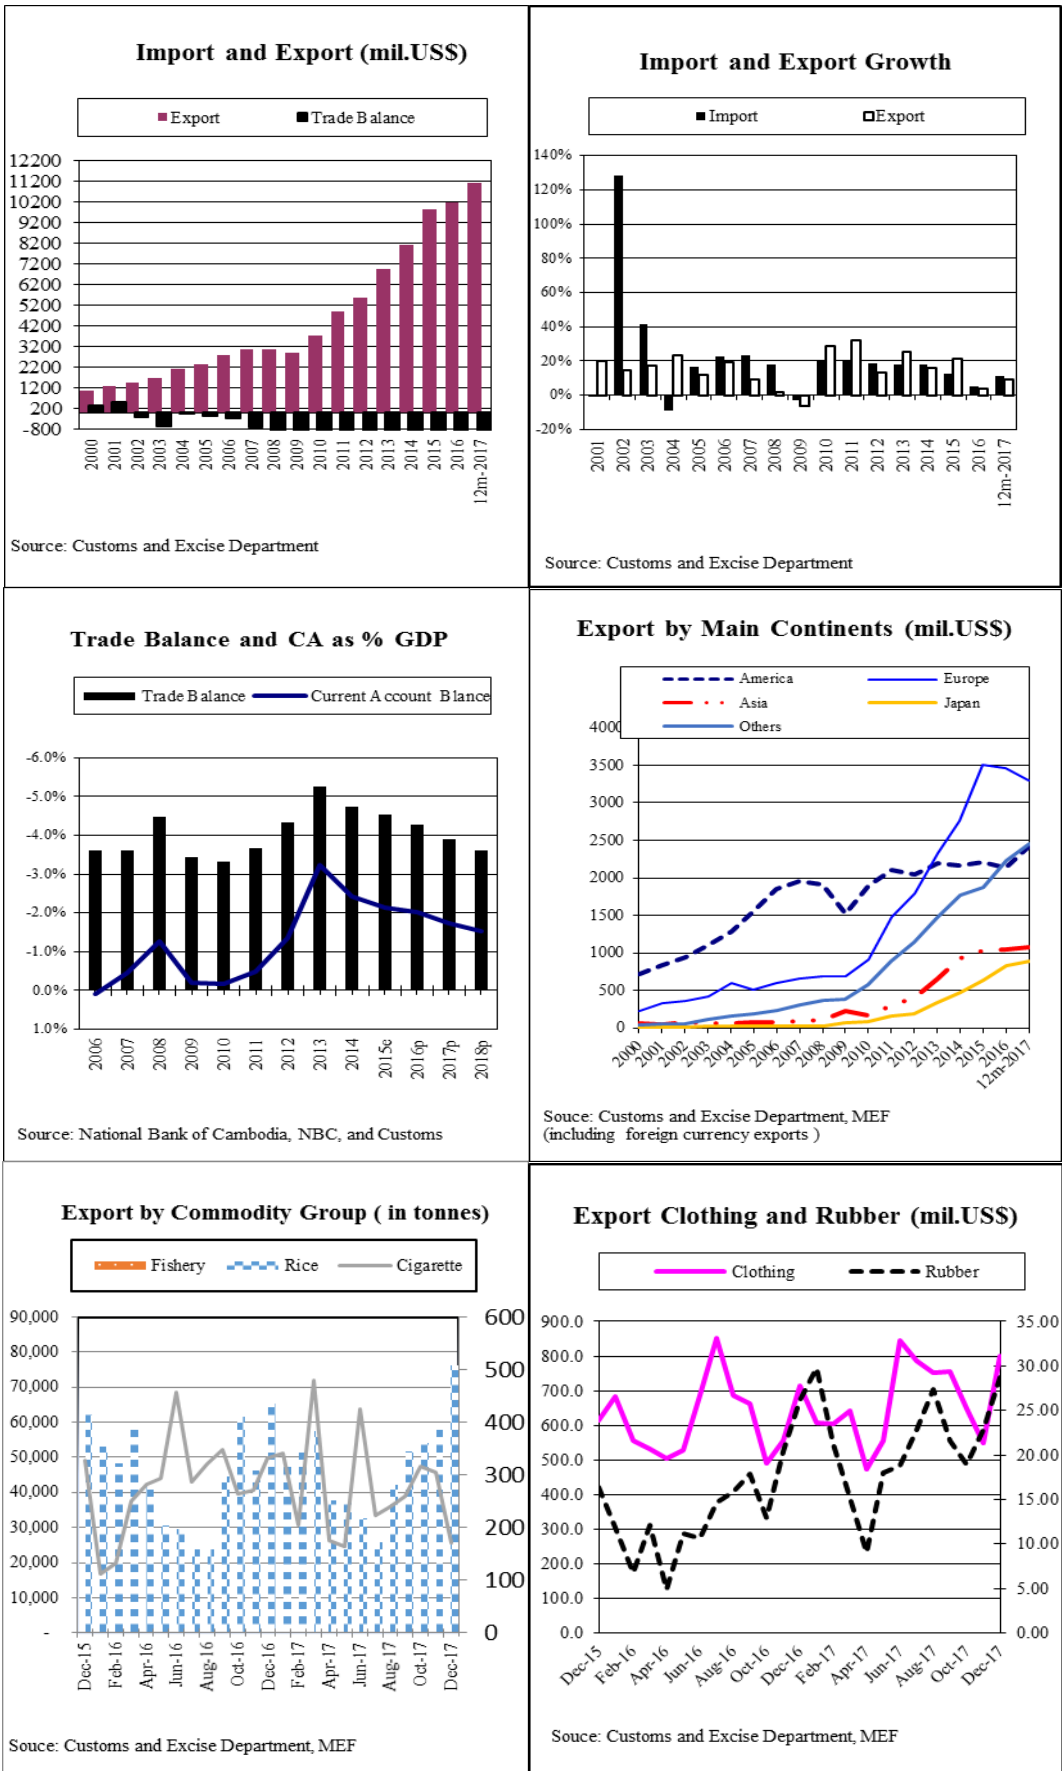 Import and Export (mil.US$)
Export Trade Balance
12200
11200
10200
9200
8200
7200
6200
5200
4200
3200
2200
1200
200
-800
2000 2001 2002 2003 2004 2005 2006 2007 2008 2009 2010 2011 2012 2013 2014 2015 2016 12m-2017
Source: Customs and Excise Department
Import and Export Growth
Import Export
140%
120%
100%
80%
60%
40%
20%
0%
-20%
2001 2002 2003 2004 2005 2006 2007 2008 2009 2010 2011 2012 2013 2014 2015 2016 12m-2017
Source: Customs and Excise Department
Trade Balance and CA as % GDP
Trade Balance Current Account Blance
-6.0%
-5.0%
-4.0%
-3.0%
-2.0%
-1.0%
0.0%
1.0%
2006 2007 2008 2009 2010 2011 2012 2013 2014 2015e 2016p 2017p 2018p
Source: National Bank of Cambodia, NBC, and Customs
Export by Main Continents (mil.US$)
America Europe
Asia Japan
Others
4000
3500
3000
2500
2000
1500
1000
500
0
2000 2001 2002 2003 2004 2005 2006 2007 2008 2009 2010 2011 2012 2013 2014 2015 2016 12m-2017
Souce: Customs and Excise Department, MEF
(including foreign currency exports )
Export by Commodity Group ( in tonnes)
Fishery Rice Cigarette
90,000 600
80,000
70,000 500
60,000 400
50,000
40,000 300
30,000 200
20,000
10,000 100
- 0
Dec-15 Feb-16 Apr-16 Jun-16 Aug-16 Oct-16 Dec-16 Feb-17 Apr-17 Jun-17 Aug-17 Oct-17 Dec-17
Souce: Customs and Excise Department, MEF
Export Clothing and Rubber (mil.US$)
Clothing Rubber
900.0 35.00
800.0 30.00
700.0 25.00
600.0
500.0 20.00
400.0 15.00
300.0 10.00
200.0
100.0 5.00
0.0 0.00
Dec-15 Feb-16 Apr-16 Jun-16 Aug-16 Oct-16 Dec-16 Feb-17 Apr-17 Jun-17 Aug-17 Oct-17 Dec-17
Souce: Customs and Excise Department, MEF